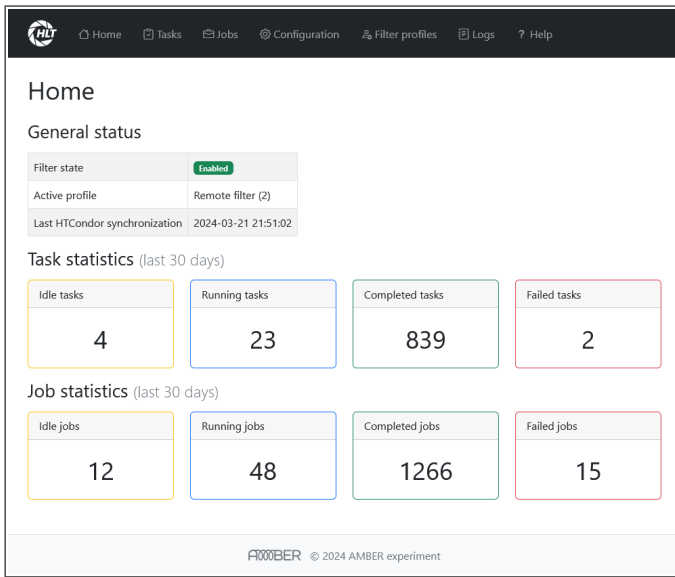 HLT Home Tasks Jobs Configuration Filter profiles Logs ? Help
Home
General status
Filter state Enabled
Active profile Remote filter (2)
Last HTCondor synchronization 2024-03-21 21:51:02
Task statistics (last 30 days)
Idle tasks Running tasks Completed tasks Failed tasks
4 23 839 2
Job statistics (last 30 days)
Idle jobs Running jobs Completed jobs Failed jobs
12 48 1266 15
AMBER © 2024 AMBER experiment